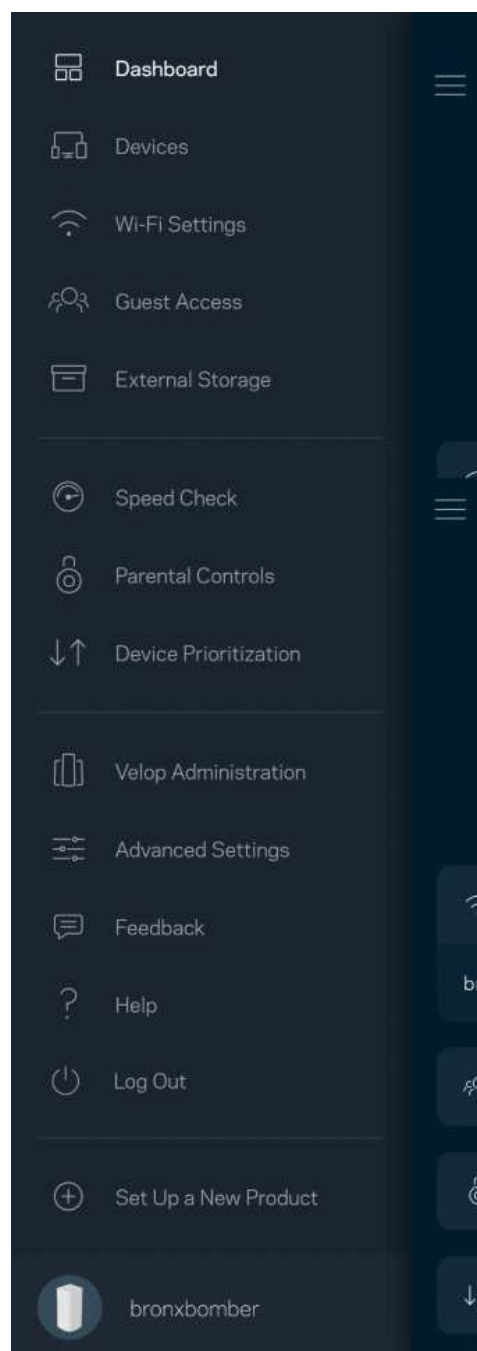 Dashboard
Devices
Wi-Fi Settings
Guest Access
External Storage
Speed Check
Parental Controls
Device Prioritization
Velop Administration
Advanced Settings
Feedback
Help
Log Out
Set Up a New Product
bronxbomber